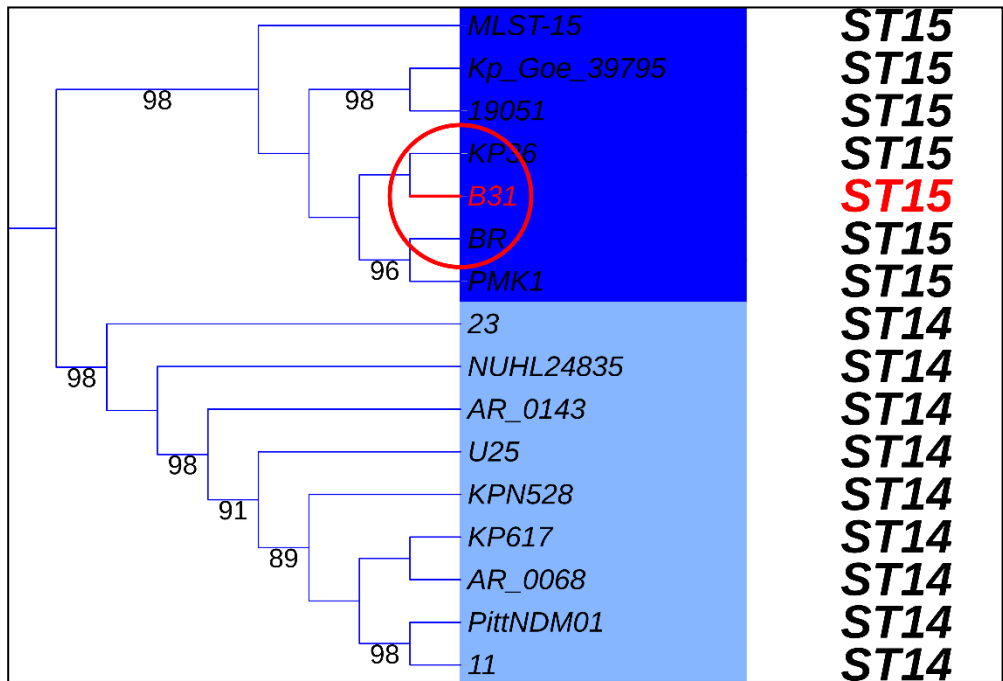 MLST-15 ST15
98 98 Kp_Goe_39795 ST15
19051 ST15
KP36 ST15
B31 ST15
BR ST15
96 PMK1 ST15
23 ST14
98 NUHL24835 ST14
AR_0143 ST14
98 U25 ST14
91 KPN528 ST14
89 KP617 ST14
AR_0068 ST14
PittNDM01 ST14
98 11 ST14